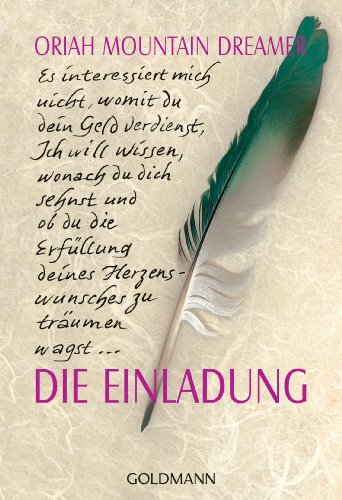 ORIAH MOUNTAIN DREAMER
Es interessiert mich
nicht, womit du
dein Geld verdienst,
Ich will wissen,
wonach du dich
sehnst und
ob du die
Erfüllung
deines Herzens-
wunsches zu
träumen
wagst...
DIE EINLADUNG
GOLDMANN